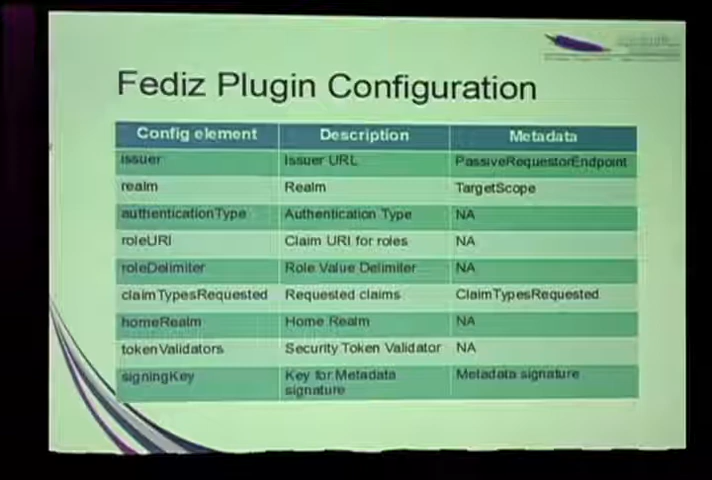 Fediz Plugin Configuration
Config element Description Metadata
issuer Issuer URL PassiveRequestorEndpoint
realm Realm TargetScope
authenticationType Authentication Type NA
roleURI Claim URI for roles NA
roleDelimiter Role Value Delimiter NA
claimTypesRequested Requested claims ClaimTypesRequested
homeRealm Home Realm NA
tokenValidators Security Token Validator NA
signingKey Key for Metadata Metadata signature
signature